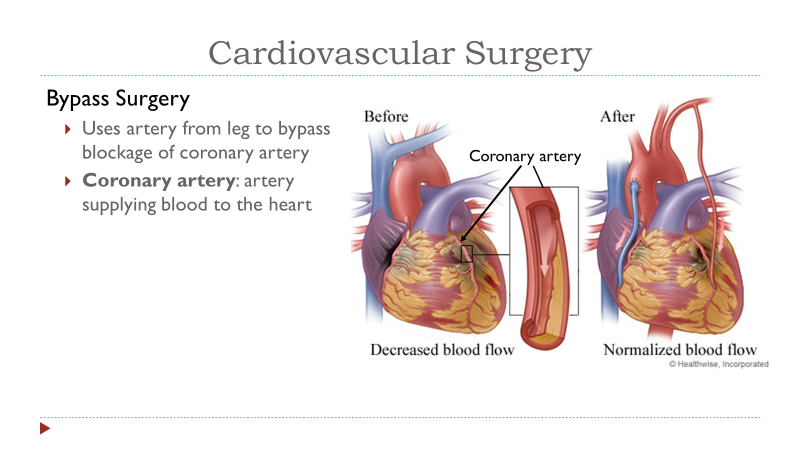 Cardiovascular Surgery
Bypass Surgery
Uses artery from leg to bypass
blockage of coronary artery
Coronary artery: artery
supplying blood to the heart
Before
After
Coronary artery
Decreased blood flow
Normalized blood flow
© Healthwise, Incorporated